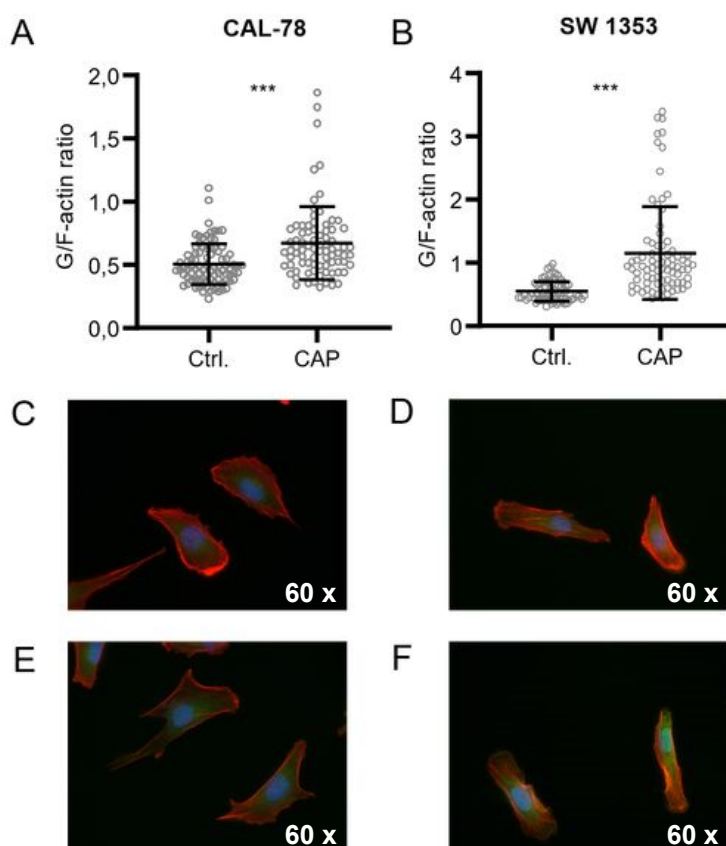 A
CAL-78
G/F-actin ratio
2,0
1,5
1,0
0,5
0,0
***
Ctrl.
CAP
B
SW 1353
G/F-actin ratio
4
3
2
1
0
***
Ctrl.
CAP
C
60 x
D
60 x
E
60 x
F
60 x